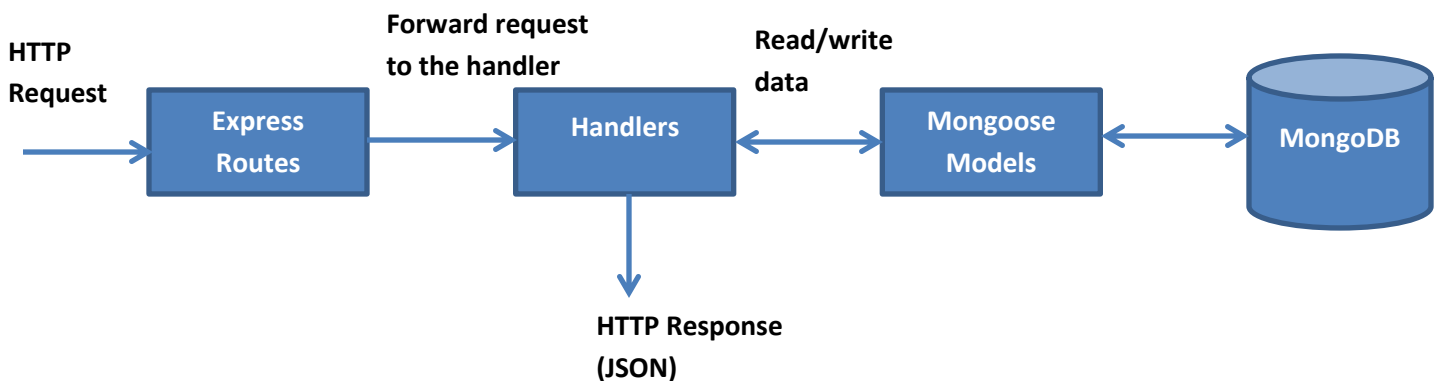 HTTP
Request
Express
Routes
Forward request
to the handler
Handlers
Read/write
data
Mongoose
Models
MongoDB
HTTP Response
(JSON)